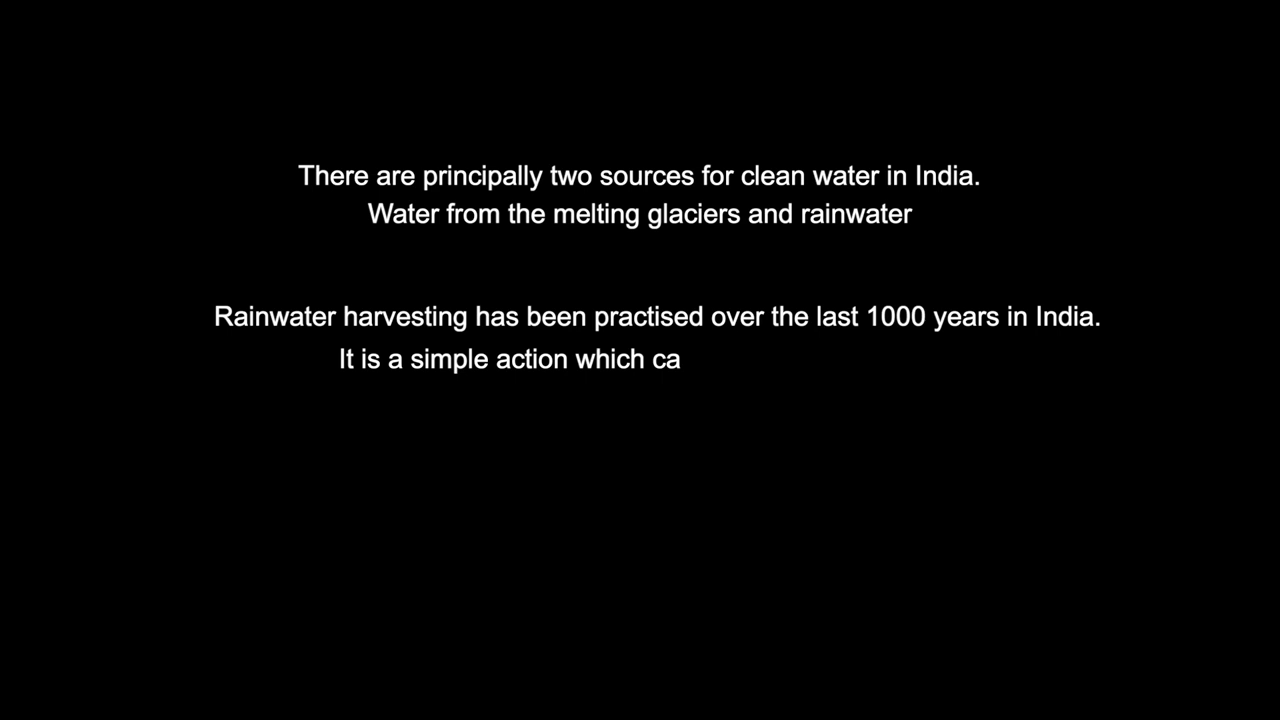 There are principally two sources for clean water in India.
Water from the melting glaciers and rainwater
Rainwater harvesting has been practised over the last 1000 years in India.
It is a simple action which ca